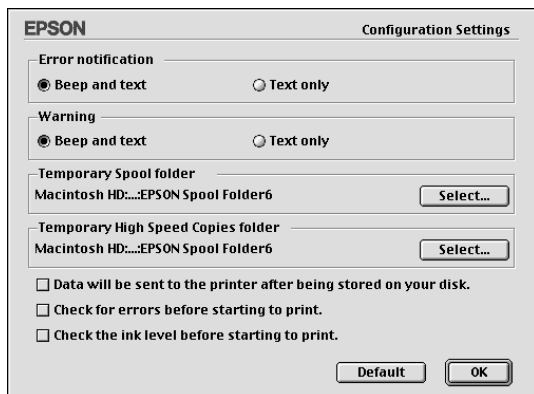 EPSON Configuration Settings
Error notification
Beep and text Text only
Warning
Beep and text Text only
Temporary Spool folder
Macintosh HD:...:EPSON Spool Folder6 Select...
Temporary High Speed Copies folder
Macintosh HD:...:EPSON Spool Folder6 Select...
Data will be sent to the printer after being stored on your disk.
Check for errors before starting to print.
Check the ink level before starting to print.
Default OK